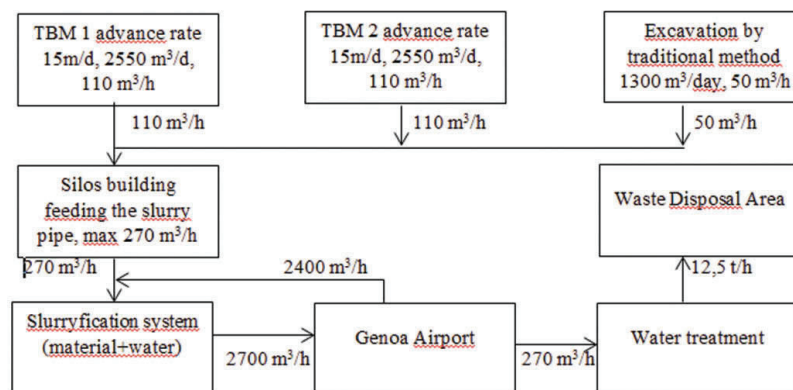 TBM 1 advance rate
15m/d, 2550 m³/d,
110 m³/h
TBM 2 advance rate
15m/d, 2550 m³/d,
110 m³/h
Excavation by
traditional method
1300 m³/day, 50 m³/h
110 m³/h
110 m³/h
50 m³/h
Silos building
feeding the slurry
pipe, max 270 m³/h
Waste Disposal Area
270 m³/h
2400 m³/h
12,5 t/h
Slurryfication system
(material+water)
2700 m³/h
Genoa Airport
270 m³/h
Water treatment